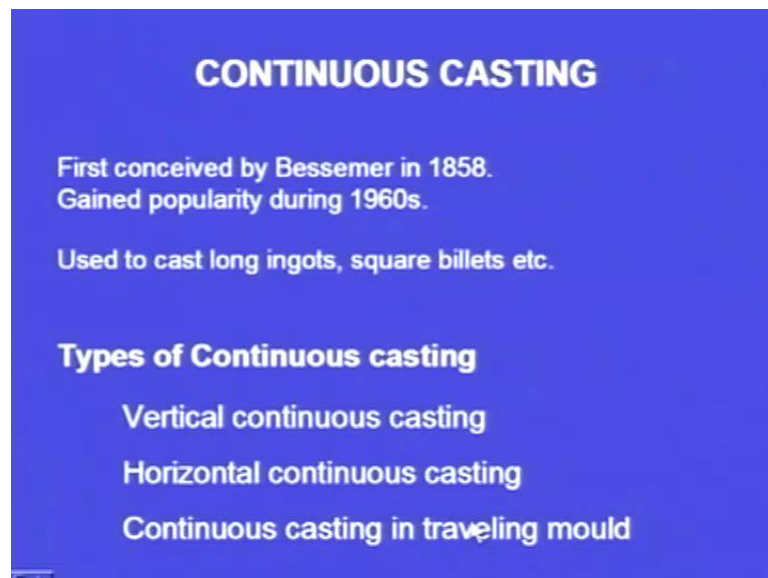 CONTINUOUS CASTING
First conceived by Bessemer in 1858.
Gained popularity during 1960s.
Used to cast long ingots, square billets etc.
Types of Continuous casting
Vertical continuous casting
Horizontal continuous casting
Continuous casting in traveling mould